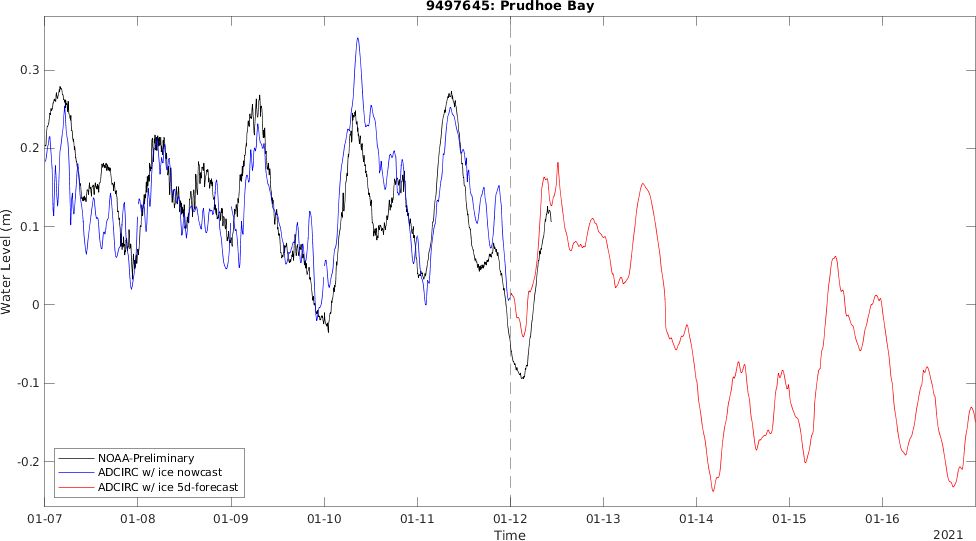 9497645: Prudhoe Bay
Water Level (m)
0.3
0.2
0.1
0
-0.1
-0.2
NOAA-Preliminary
ADCIRC w/ ice nowcast
ADCIRC w/ ice 5d-forecast
01-07 01-08 01-09 01-10 01-11 01-12 01-13 01-14 01-15 01-16
Time
2021